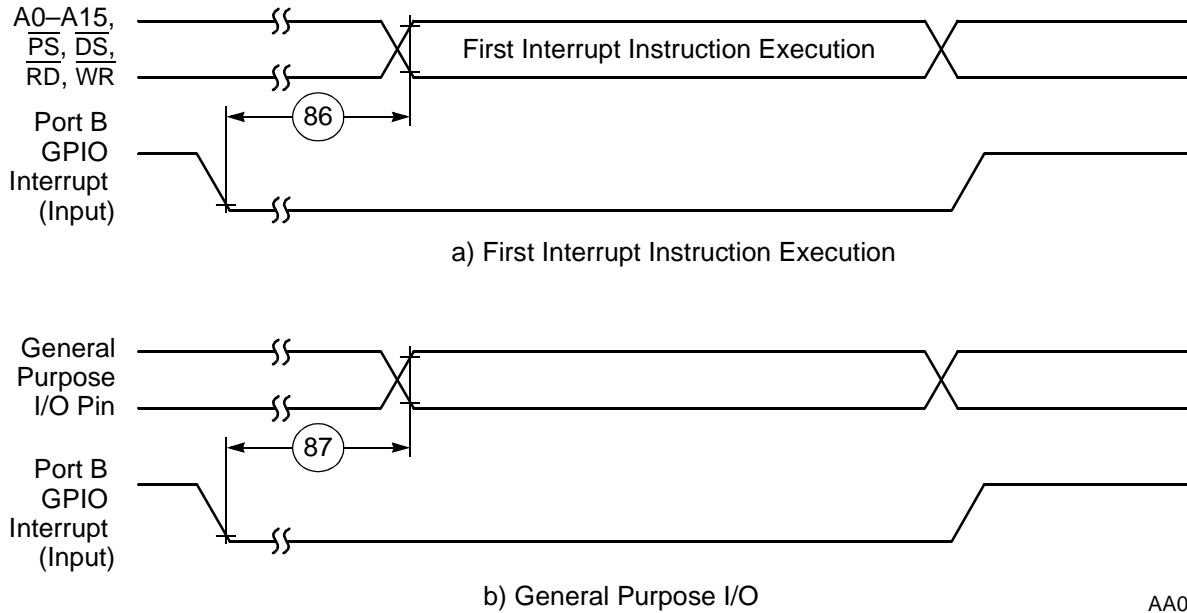 A0–A15,
PS, DS,
RD, WR
First Interrupt Instruction Execution
86
Port B
GPIO
Interrupt
(Input)
a) First Interrupt Instruction Execution
General
Purpose
I/O Pin
87
Port B
GPIO
Interrupt
(Input)
b) General Purpose I/O
AA0